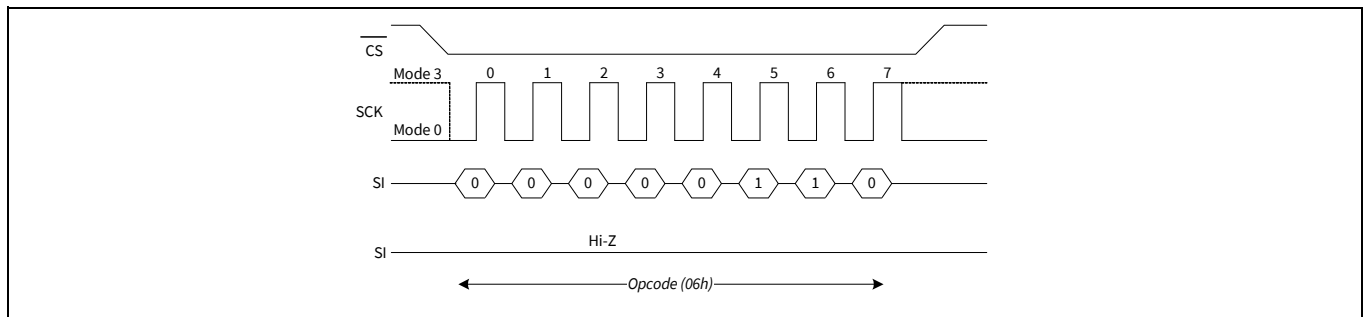 CS
Mode 3 0 1 2 3 4 5 6 7
SCK
Mode 0
SI 0 0 0 0 0 1 1 0
Hi-Z
SI
Opcode (06h)